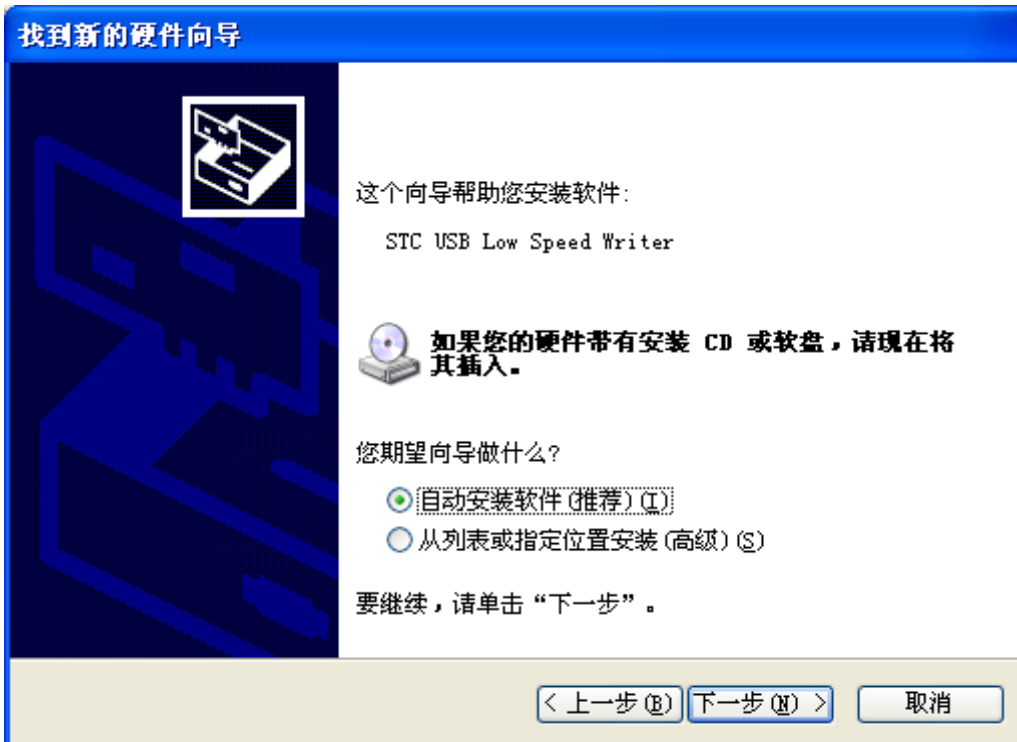 找到新的硬件向导
这个向导帮助您安装软件:
STC USB Low Speed Writer
如果您的硬件带有安装 CD 或软盘，请现在将
其插入。
您期望向导做什么?
自动安装软件(推荐)(I)
从列表或指定位置安装(高级)(S)
要继续，请单击“下一步”。
< 上一步(B) 下一步(N) > 取消